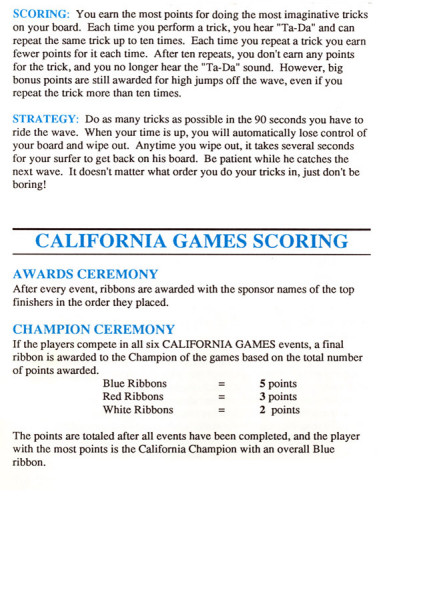 SCORING: You earn the most points for doing the most imaginative tricks
on your board. Each time you perform a trick, you hear "Ta-Da" and can
repeat the same trick up to ten times. Each time you repeat a trick you earn
fewer points for it each time. After ten repeats, you don't earn any points
for the trick, and you no longer hear the "Ta-Da" sound. However, big
bonus points are still awarded for high jumps off the wave, even if you
repeat the trick more than ten times.
STRATEGY: Do as many tricks as possible in the 90 seconds you have to
ride the wave. When your time is up, you will automatically lose control of
your board and wipe out. Anytime you wipe out, it takes several seconds
for your surfer to get back on his board. Be patient while he catches the
next wave. It doesn't matter what order you do your tricks in, just don't be
boring!
CALIFORNIA GAMES SCORING
AWARDS CEREMONY
After every event, ribbons are awarded with the sponsor names of the top
finishers in the order they placed.
CHAMPION CEREMONY
If the players compete in all six CALIFORNIA GAMES events, a final
ribbon is awarded to the Champion of the games based on the total number
of points awarded.
Blue Ribbons = 5 points
Red Ribbons = 3 points
White Ribbons = 2 points
The points are totaled after all events have been completed, and the player
with the most points is the California Champion with an overall Blue
ribbon.